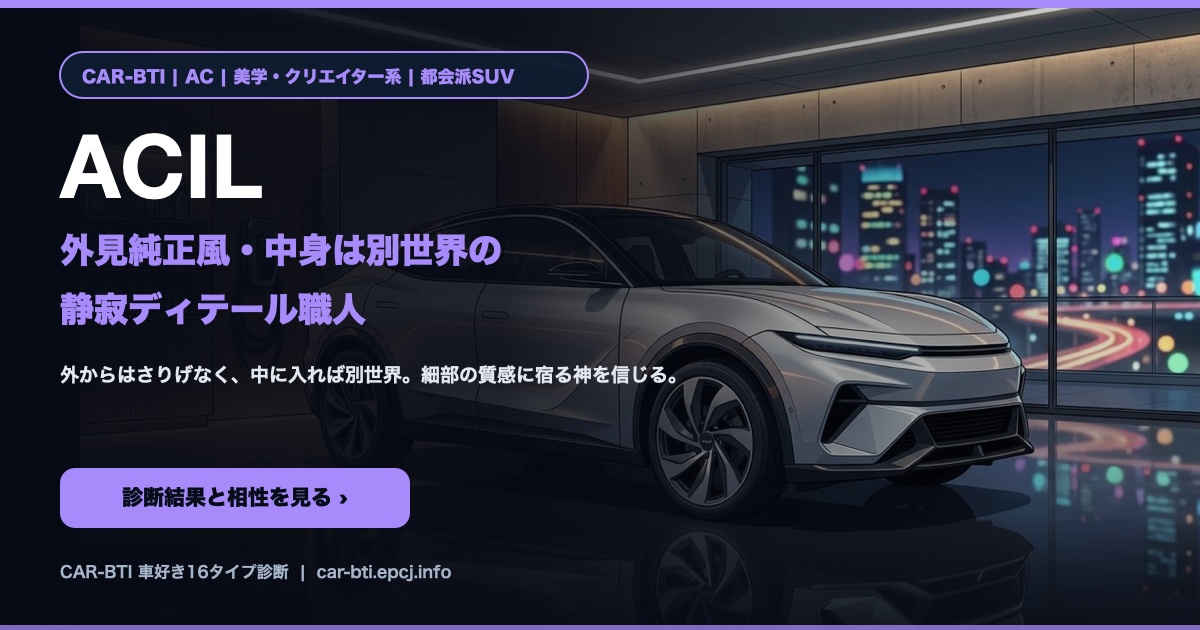 CAR-BTI | AC | 美学・クリエイター系 | 都会派SUV
ACIL
外見純正風・中身は別世界の
静寂ディテール職人
外からはさりげなく、中に入れば別世界。細部の質感に宿る神を信じる。
診断結果と相性を見る ›
CAR-BTI 車好き16タイプ診断 | car-bti.epcj.info